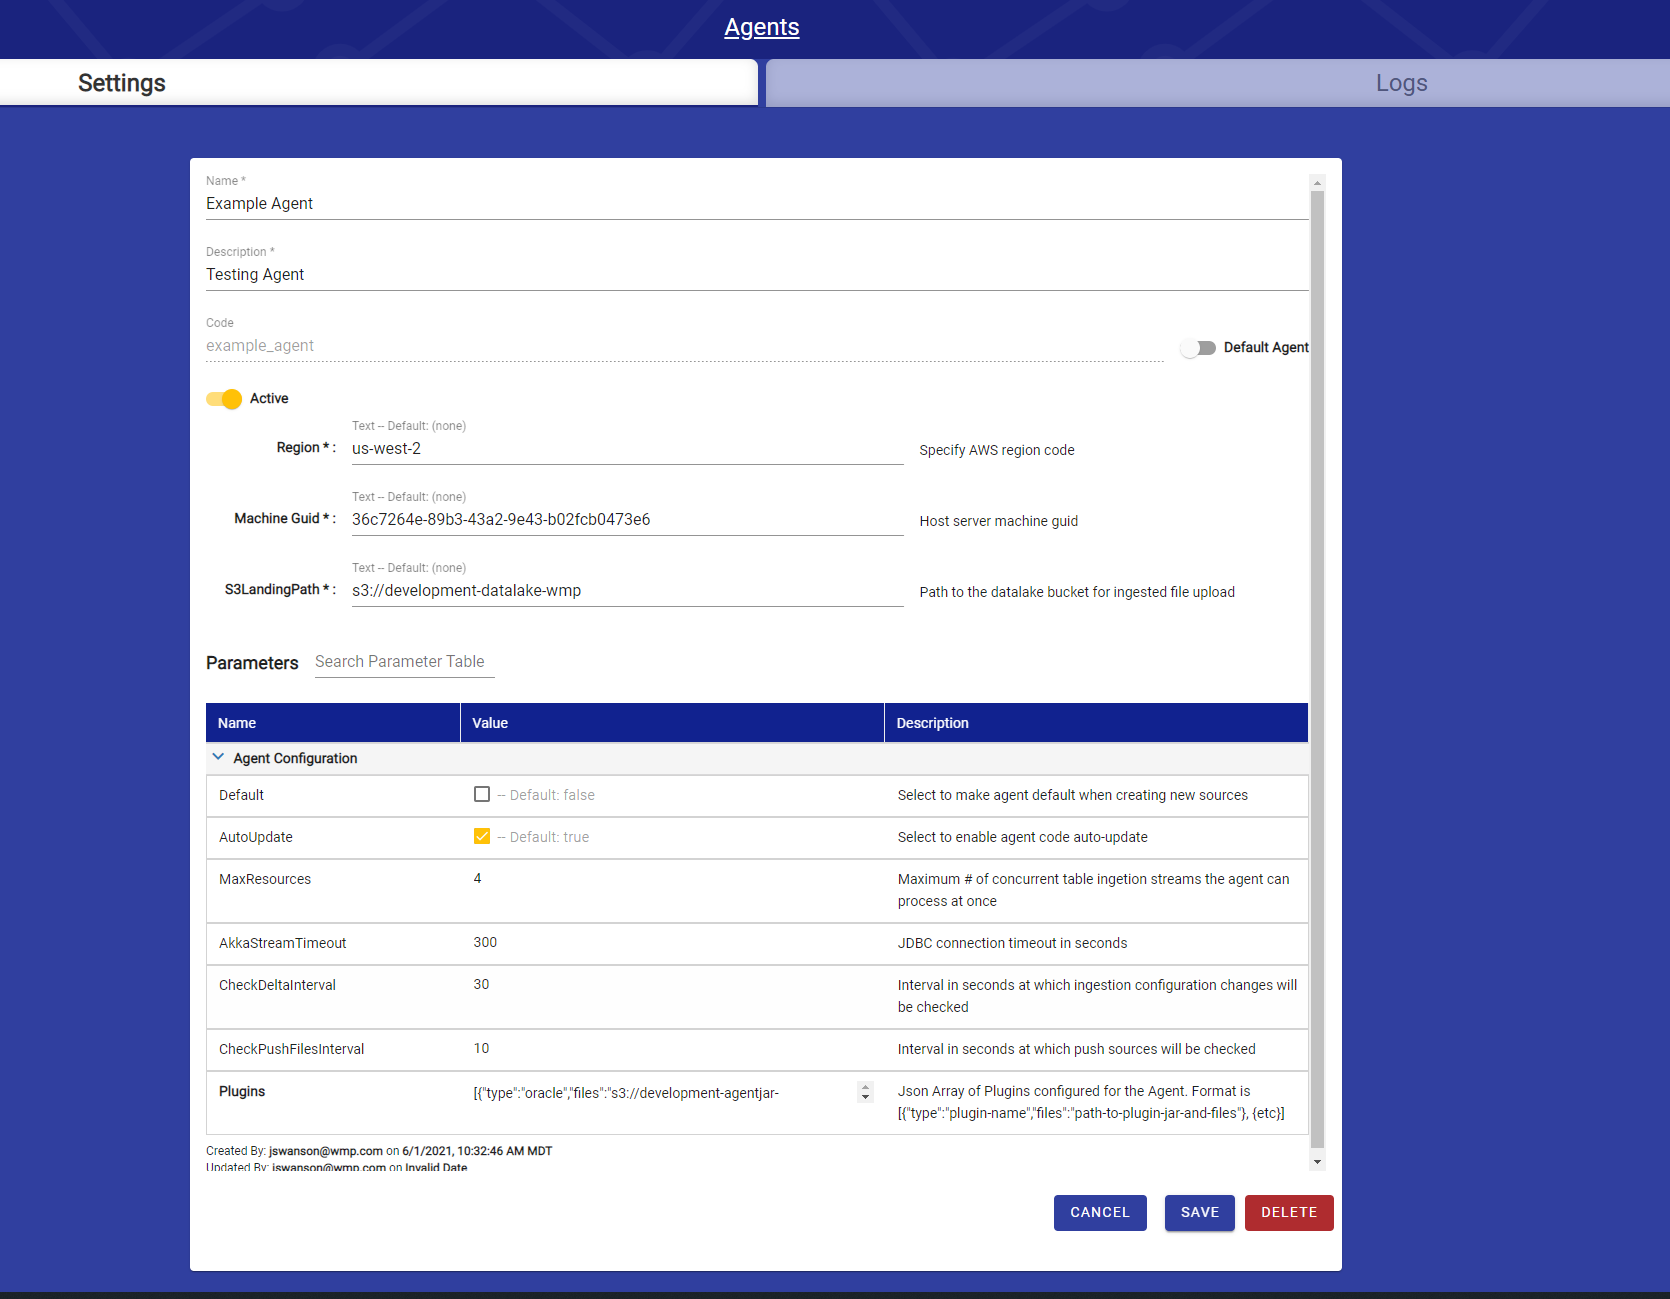 Agents
Settings
Logs
Name *
Example Agent
Description *
Testing Agent
Code
example_agent
Default Agent
Active
Text -- Default: (none)
Region * :
us-west-2
Specify AWS region code
Text -- Default: (none)
Machine Guid * :
36c7264e-89b3-43a2-9e43-b02fcb0473e6
Host server machine guid
Text -- Default: (none)
S3LandingPath * :
s3://development-datalake-wmp
Path to the datalake bucket for ingested file upload
Parameters
Search Parameter Table
Name
Value
Description
Agent Configuration
Default
-- Default: false
Select to make agent default when creating new sources
AutoUpdate
-- Default: true
Select to enable agent code auto-update
MaxResources
4
Maximum # of concurrent table ingetion streams the agent can
process at once
AkkaStreamTimeout
300
JDBC connection timeout in seconds
CheckDeltaInterval
30
Interval in seconds at which ingestion configuration changes will
be checked
CheckPushFilesInterval
10
Interval in seconds at which push sources will be checked
Plugins
[{"type":"oracle","files":"s3://development-agentjar-
Json Array of Plugins configured for the Agent. Format is
[{"type":"plugin-name","files":"path-to-plugin-jar-and-files"}, {etc}]
Created By: jswanson@wmp.com on 6/1/2021, 10:32:46 AM MDT
Updated By: jswanson@wmp.com on Invalid Date
CANCEL
SAVE
DELETE